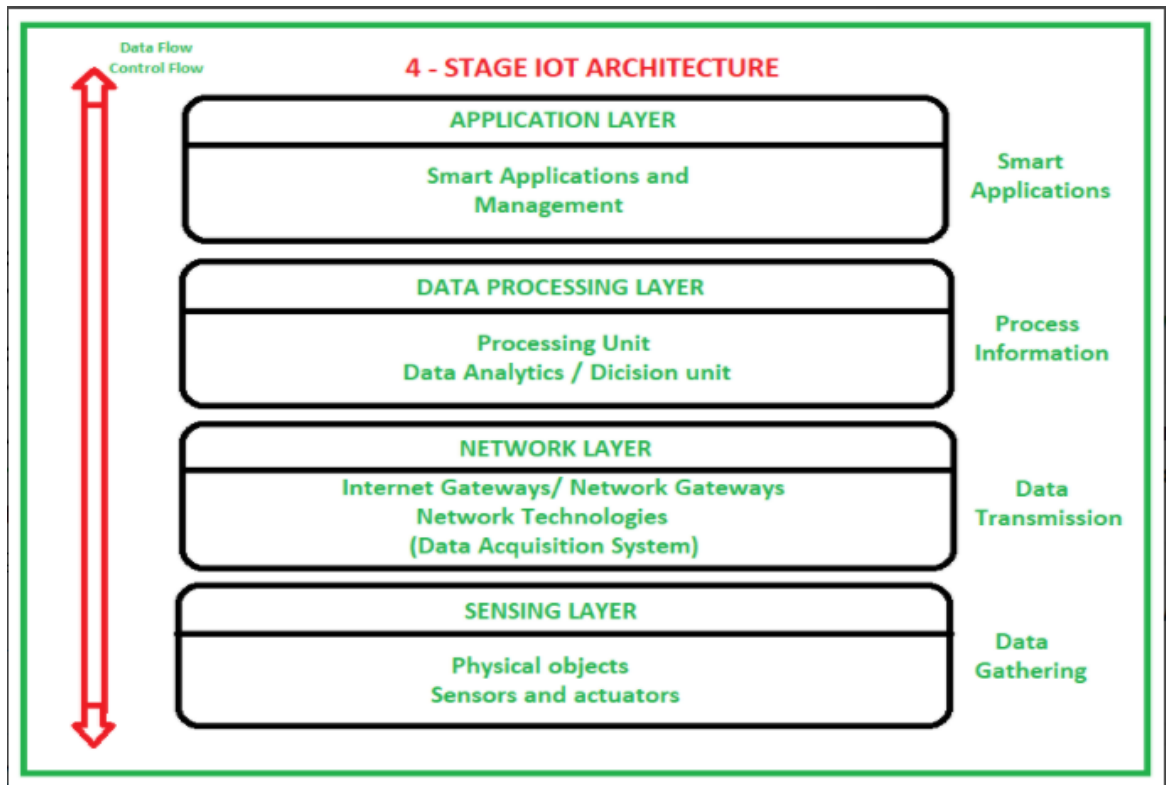 Data Flow
Control Flow
4 - STAGE IOT ARCHITECTURE
APPLICATION LAYER
Smart Applications and
Management
Smart
Applications
DATA PROCESSING LAYER
Processing Unit
Data Analytics / Dicision unit
Process
Information
NETWORK LAYER
Internet Gateways/ Network Gateways
Network Technologies
(Data Acquisition System)
Data
Transmission
SENSING LAYER
Physical objects
Sensors and actuators
Data
Gathering